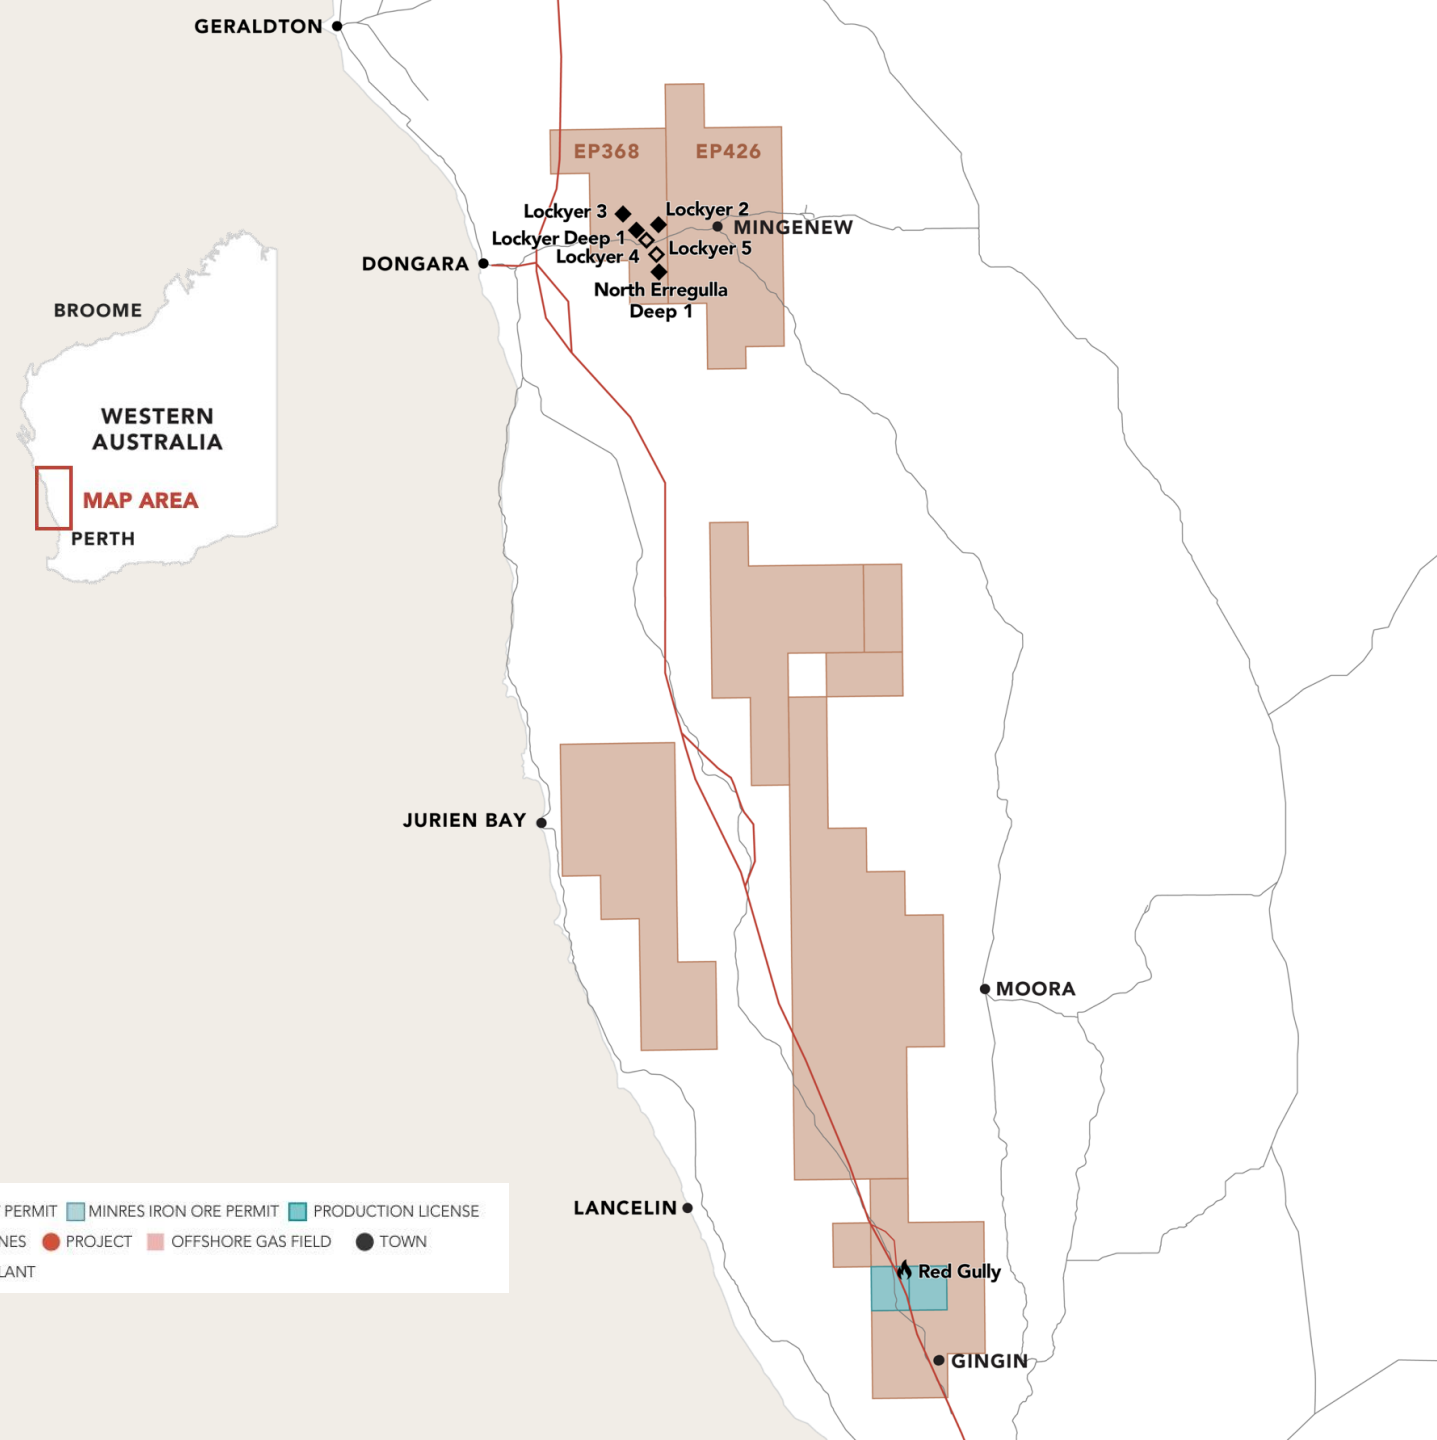 GERALDTON
EP368
EP426
Lockyer 3
Lockyer 2
MINGENEW
Lockyer Deep 1
Lockyer 5
Lockyer 4
DONGARA
North Erregulla
Deep 1
BROOME
WESTERN
AUSTRALIA
MAP AREA
PERTH
JURIEN BAY
MOORA
LANCELIN
PERMIT
MINRES IRON ORE PERMIT
PRODUCTION LICENSE
NES
PROJECT
OFFSHORE GAS FIELD
TOWN
LANT
Red Gully
GINGIN